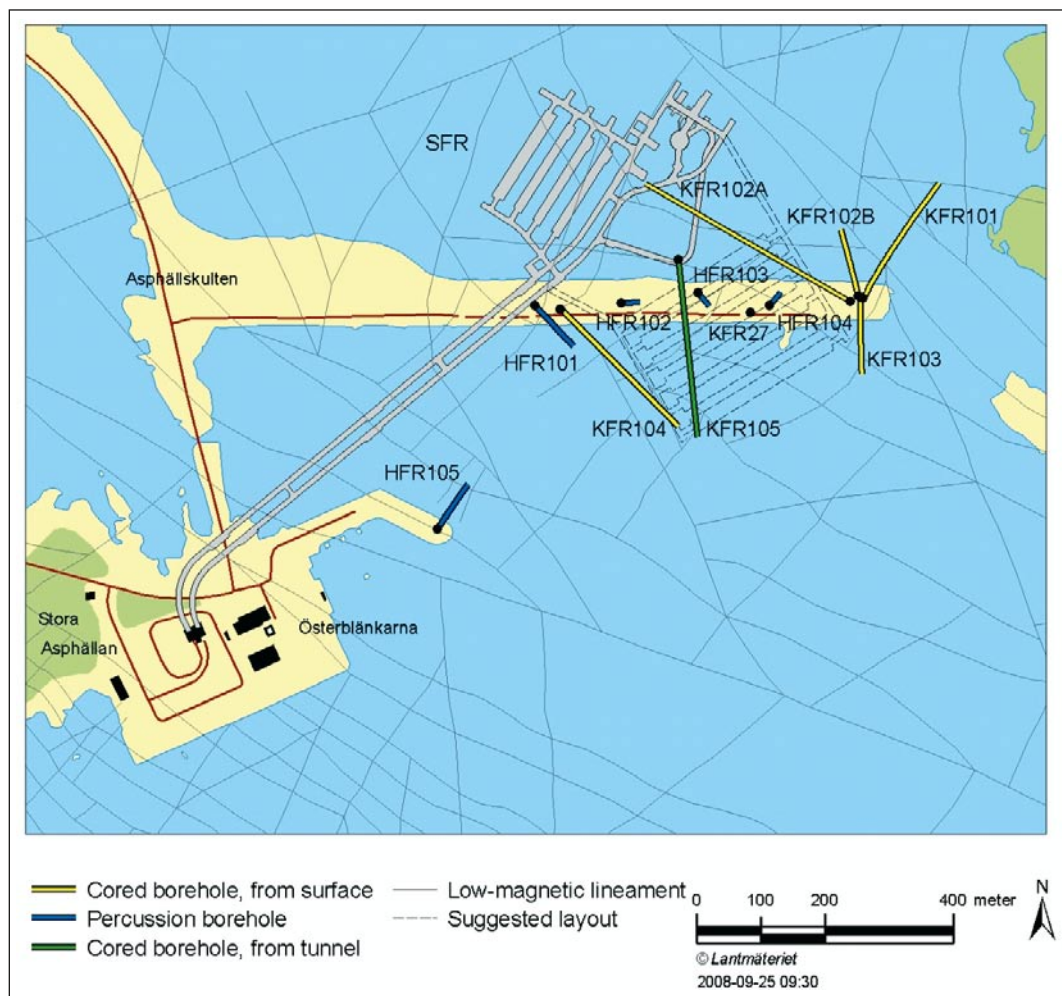 SFR
KFR102A
KFR102B
KFR101
Asphällskulten
HFR103
HFR102
KFR27
HFR104
HFR101
KFR103
KFR104
KFR105
HFR105
Stora
Asphällan
Österblänkarna
Cored borehole, from surface
Percussion borehole
Cored borehole, from tunnel
Low-magnetic lineament
Suggested layout
0 100 200 400 meter
N
© Lantmäteriet
2008-09-25 09:30